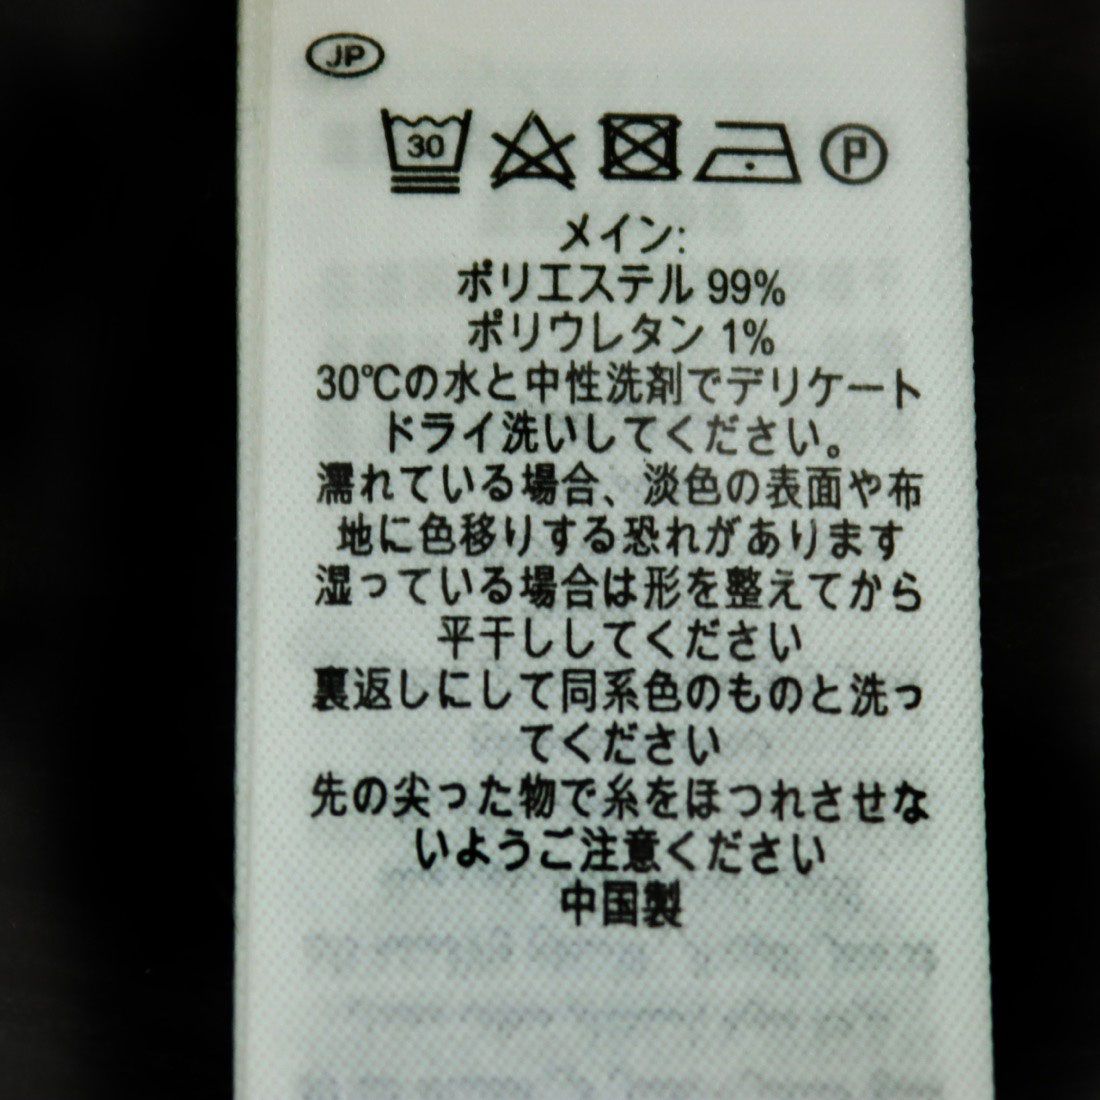 JP
30 P
メイン:
ポリエステル 99%
ポリウレタン 1%
30℃の水と中性洗剤でデリケート
ドライ洗いしてください。
濡れている場合、淡色の表面や布
地に色移りする恐れがあります
湿っている場合は形を整えてから
平干ししてください
裏返しにして同系色のものと洗っ
てください
先の尖った物で糸をほつれさせな
いようご注意ください
中国製